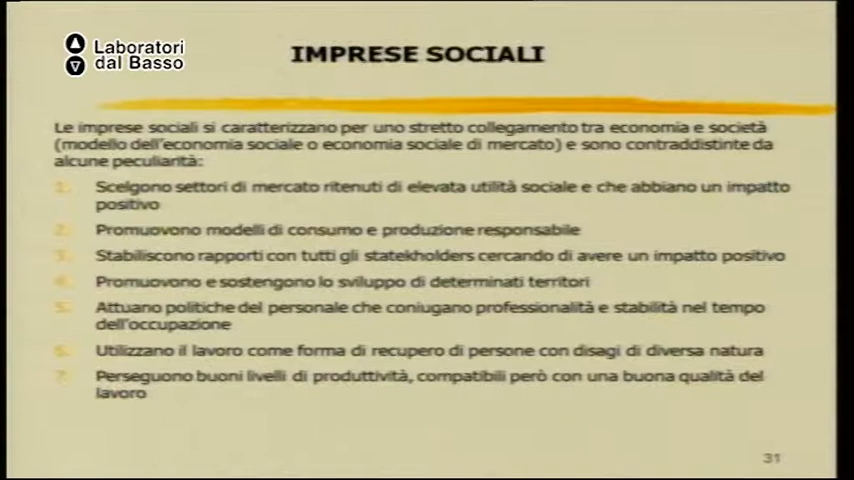 Laboratori
dal Basso
IMPRESE SOCIALI
Le imprese sociali si caratterizzano per uno stretto collegamento tra economia e società
(modello dell'economia sociale o economia sociale di mercato) e sono contraddistinte da
alcune peculiarità:
1. Scelgono settori di mercato ritenuti di elevata utilità sociale e che abbiano un impatto
positivo
2. Promuovono modelli di consumo e produzione responsabile
3. Stabiliscono rapporti con tutti gli statekholders cercando di avere un impatto positivo
4. Promuovono e sostengono lo sviluppo di determinati territori
5. Attuano politiche del personale che coniugano professionalità e stabilità nel tempo
dell'occupazione
6. Utilizzano il lavoro come forma di recupero di persone con disagi di diversa natura
7. Perseguono buoni livelli di produttività, compatibili però con una buona qualità del
lavoro
31